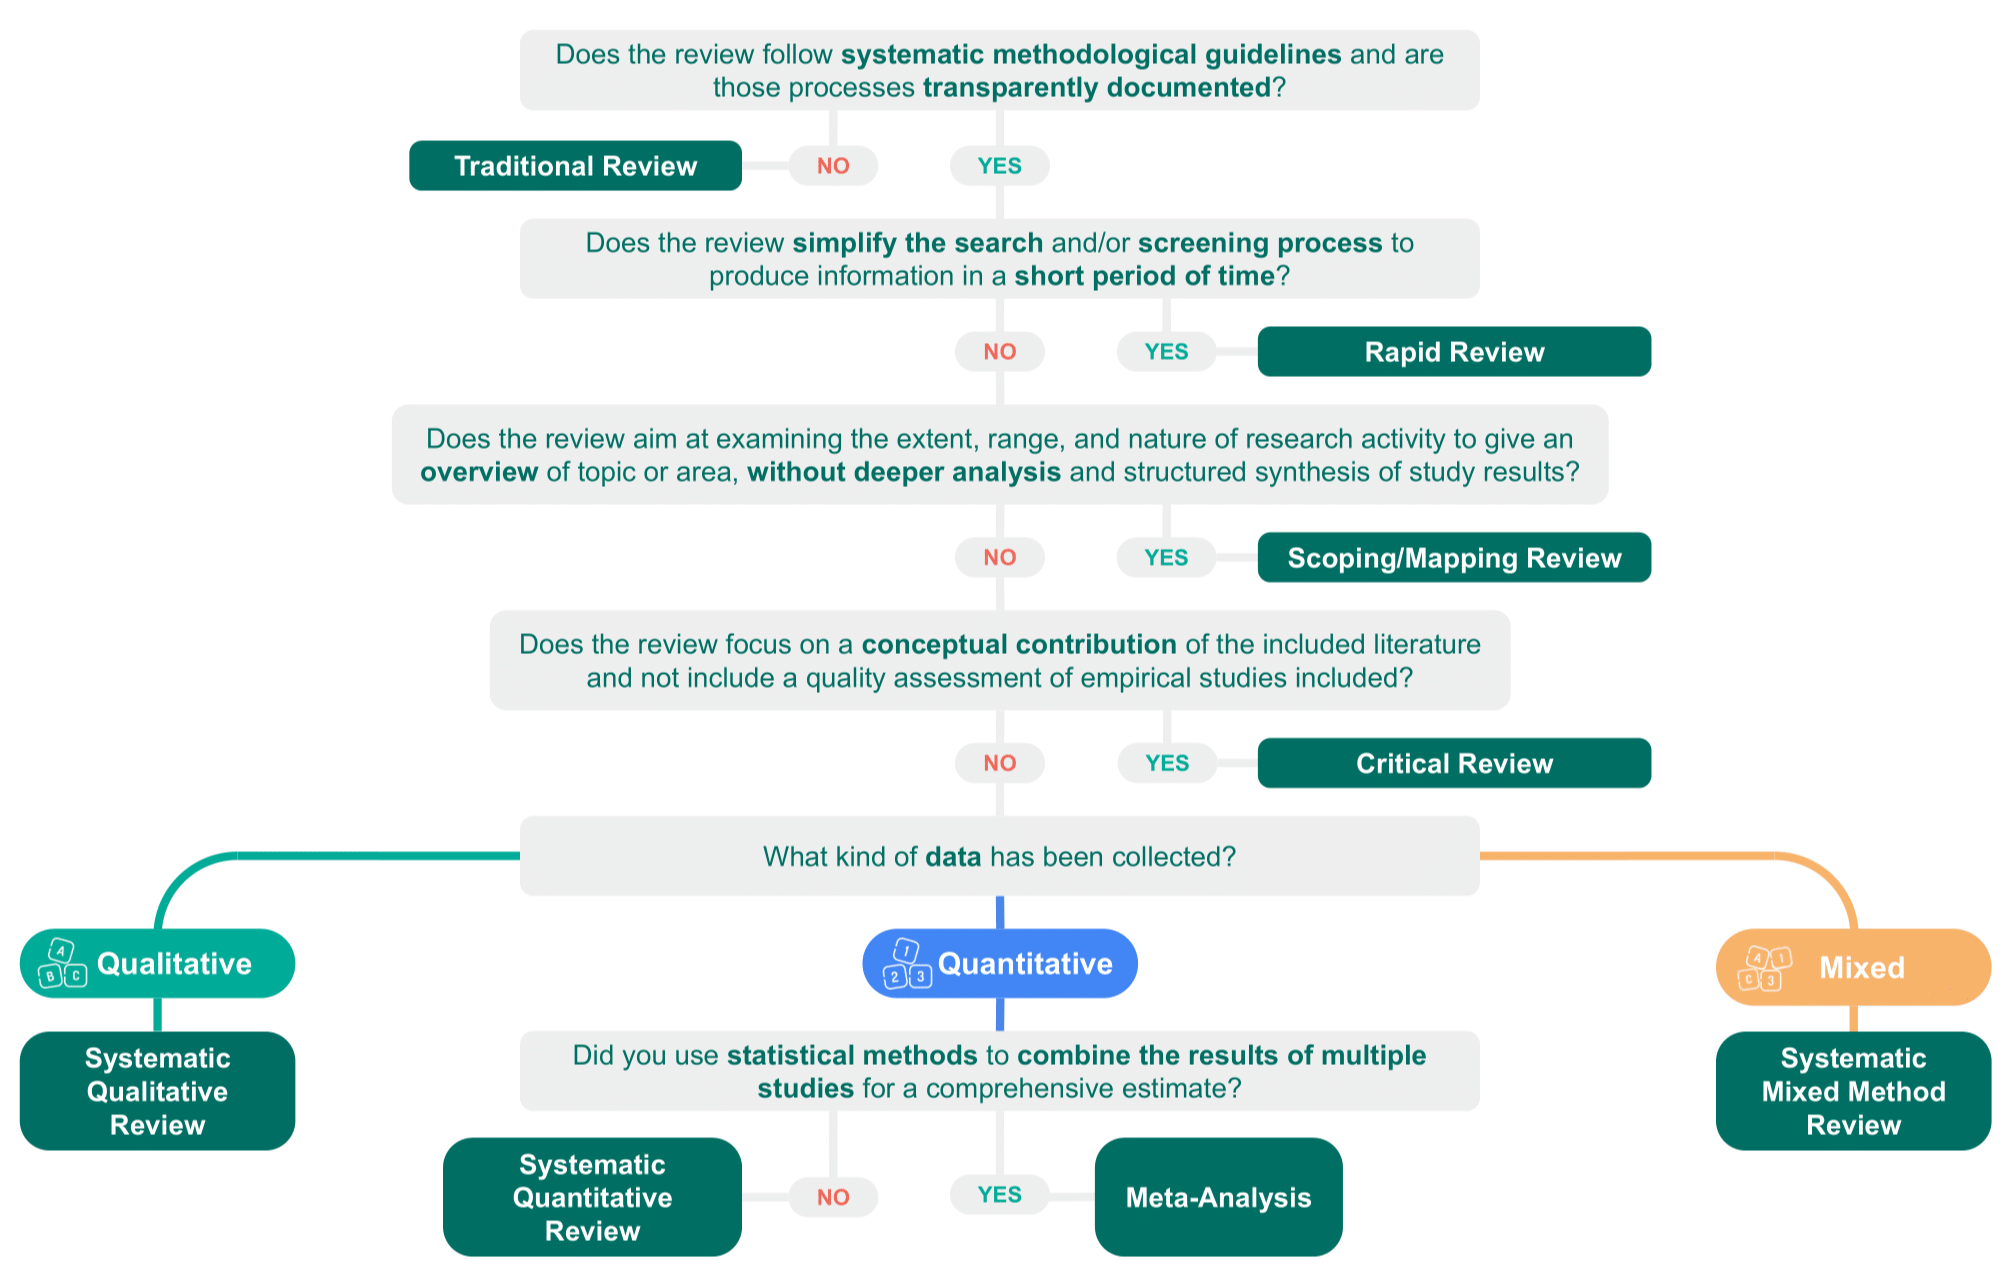 Does the review follow systematic methodological guidelines and are
those processes transparently documented?
Traditional Review
NO
YES
Does the review simplify the search and/or screening process to
produce information in a short period of time?
NO
YES
Rapid Review
Does the review aim at examining the extent, range, and nature of research activity to give an
overview of topic or area, without deeper analysis and structured synthesis of study results?
NO
YES
Scoping/Mapping Review
Does the review focus on a conceptual contribution of the included literature
and not include a quality assessment of empirical studies included?
NO
YES
Critical Review
What kind of data has been collected?
A
B C
Qualitative
1
2 3
Quantitative
A 1
C 3
Mixed
Systematic
Qualitative
Review
Did you use statistical methods to combine the results of multiple
studies for a comprehensive estimate?
Systematic
Mixed Method
Review
Systematic
Quantitative
Review
NO
YES
Meta-Analysis